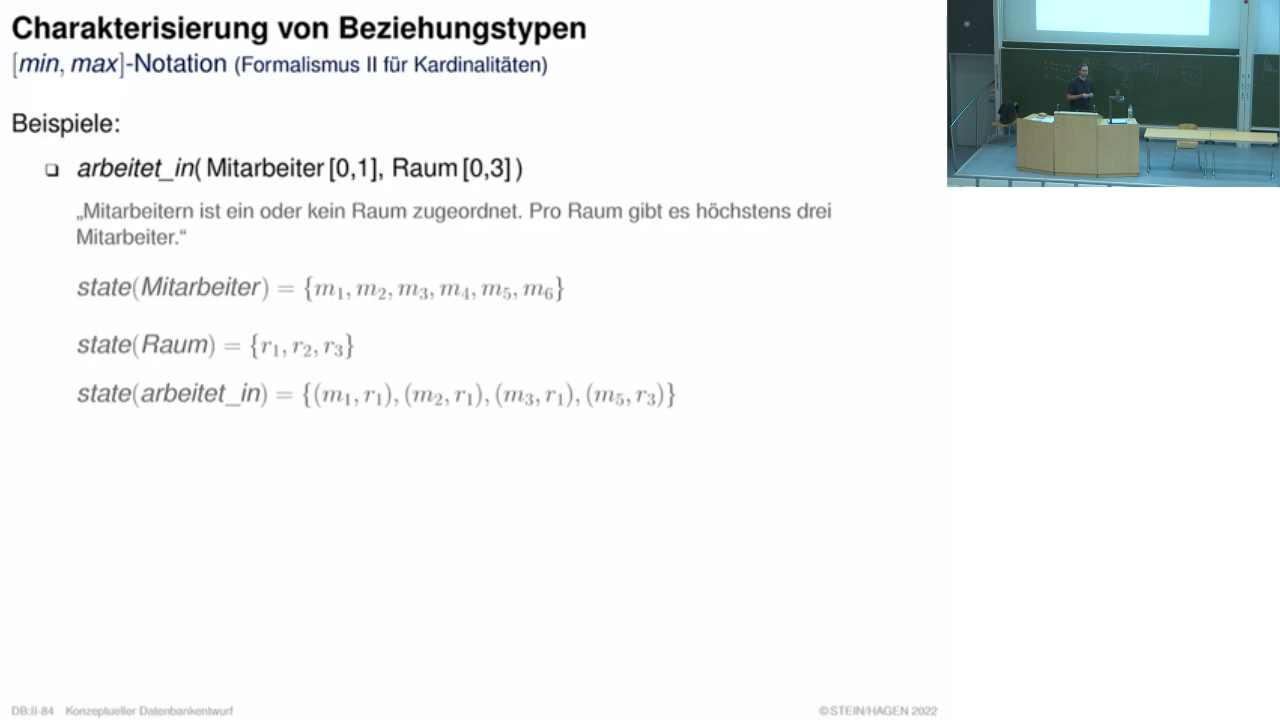 Charakterisierung von Beziehungstypen
[min, max]-Notation (Formalismus II für Kardinalitäten)
Beispiele:
❑ arbeitet_in( Mitarbeiter [0,1], Raum [0,3] )
„Mitarbeitern ist ein oder kein Raum zugeordnet. Pro Raum gibt es höchstens drei
Mitarbeiter.“
state(Mitarbeiter) = {m₁, m₂, m₃, m₄, m₅, m₆}
state(Raum) = {r₁, r₂, r₃}
state(arbeitet_in) = {(m₁, r₁), (m₂, r₁), (m₃, r₁), (m₅, r₃)}
DB:II-84 Konzeptueller Datenbankentwurf
©STEIN/HAGEN 2022